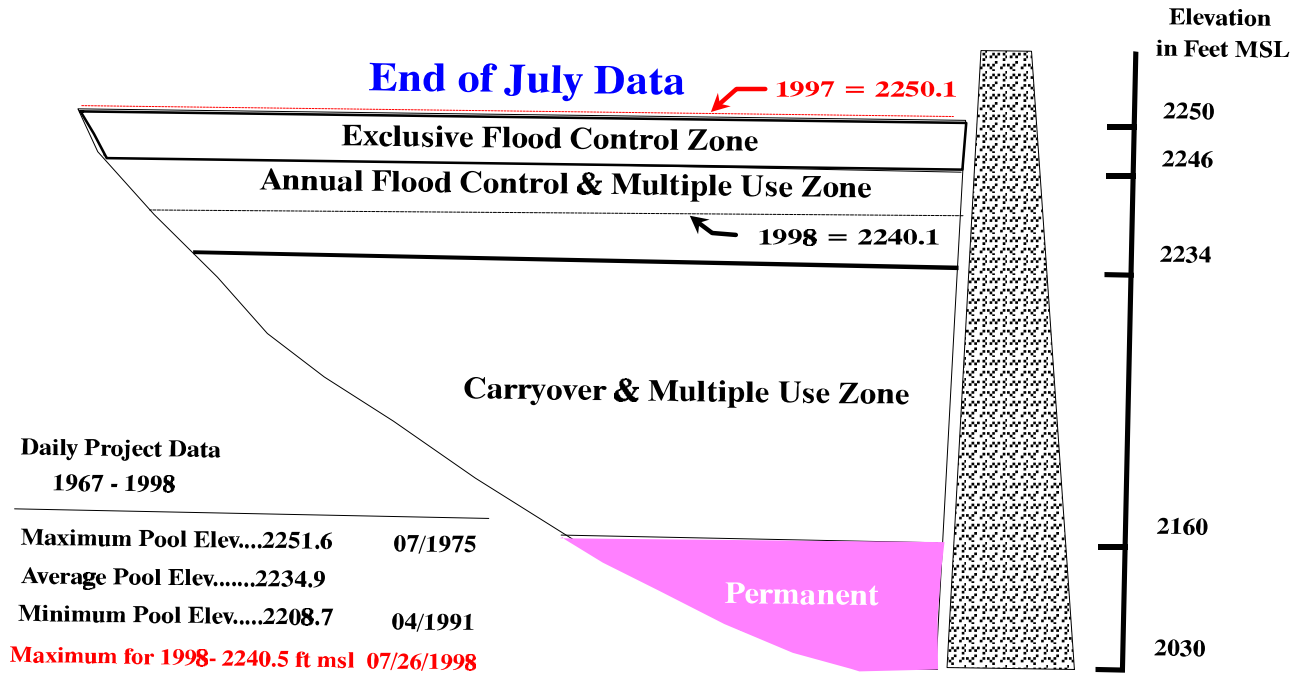 Elevation
in Feet MSL
End of July Data
1997 = 2250.1
2250
Exclusive Flood Control Zone
2246
Annual Flood Control & Multiple Use Zone
1998 = 2240.1
2234
Carryover & Multiple Use Zone
Daily Project Data
1967 - 1998
2160
Maximum Pool Elev....2251.6 07/1975
Average Pool Elev.......2234.9
Permanent
Minimum Pool Elev.....2208.7 04/1991
Maximum for 1998- 2240.5 ft msl 07/26/1998
2030